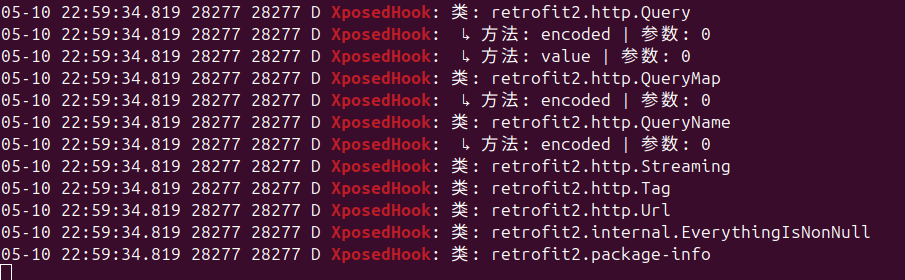 05-10 22:59:34.819 28277 28277 D XposedHook: 类: retrofit2.http.Query
05-10 22:59:34.819 28277 28277 D XposedHook:  ↳ 方法: encoded | 参数: 0
05-10 22:59:34.819 28277 28277 D XposedHook:  ↳ 方法: value | 参数: 0
05-10 22:59:34.819 28277 28277 D XposedHook: 类: retrofit2.http.QueryMap
05-10 22:59:34.819 28277 28277 D XposedHook:  ↳ 方法: encoded | 参数: 0
05-10 22:59:34.819 28277 28277 D XposedHook: 类: retrofit2.http.QueryName
05-10 22:59:34.819 28277 28277 D XposedHook:  ↳ 方法: encoded | 参数: 0
05-10 22:59:34.819 28277 28277 D XposedHook: 类: retrofit2.http.Streaming
05-10 22:59:34.819 28277 28277 D XposedHook: 类: retrofit2.http.Tag
05-10 22:59:34.819 28277 28277 D XposedHook: 类: retrofit2.http.Url
05-10 22:59:34.819 28277 28277 D XposedHook: 类: retrofit2.internal.EverythingIsNonNull
05-10 22:59:34.819 28277 28277 D XposedHook: 类: retrofit2.package-info